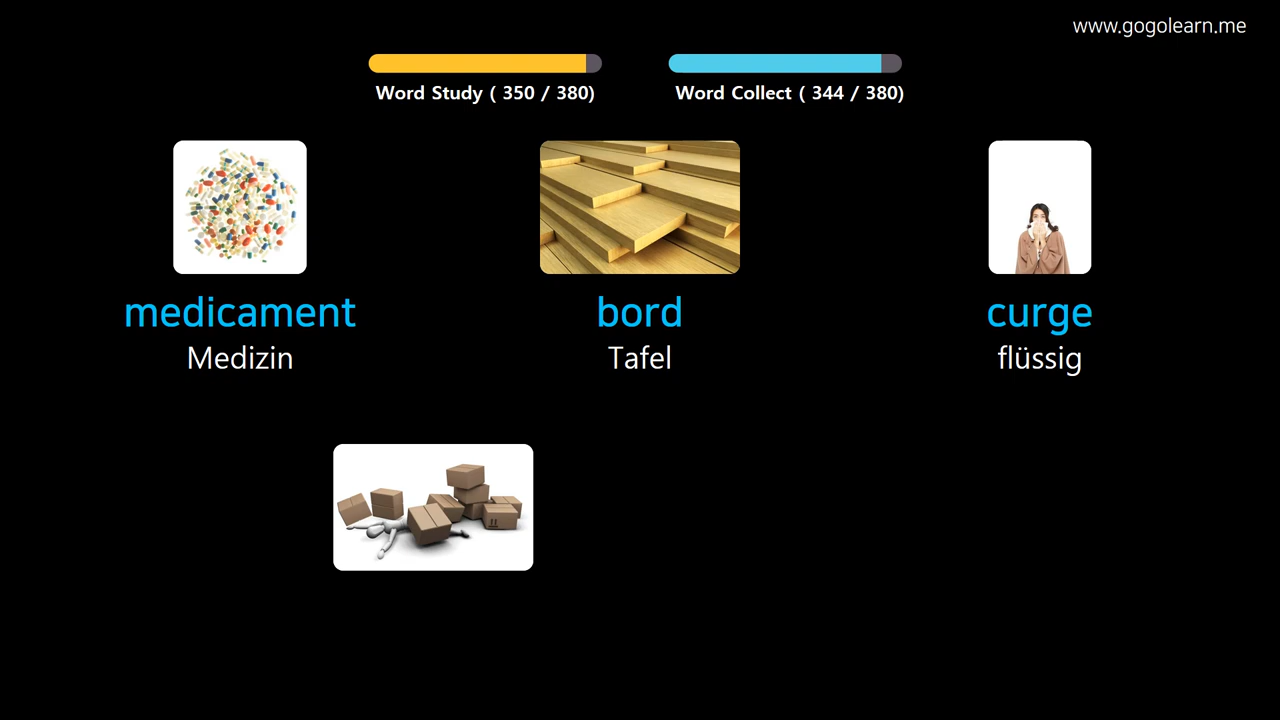 www.gogolearn.me
Word Study ( 350 / 380)
Word Collect ( 344 / 380)
medicament
Medizin
bord
Tafel
curge
flüssig